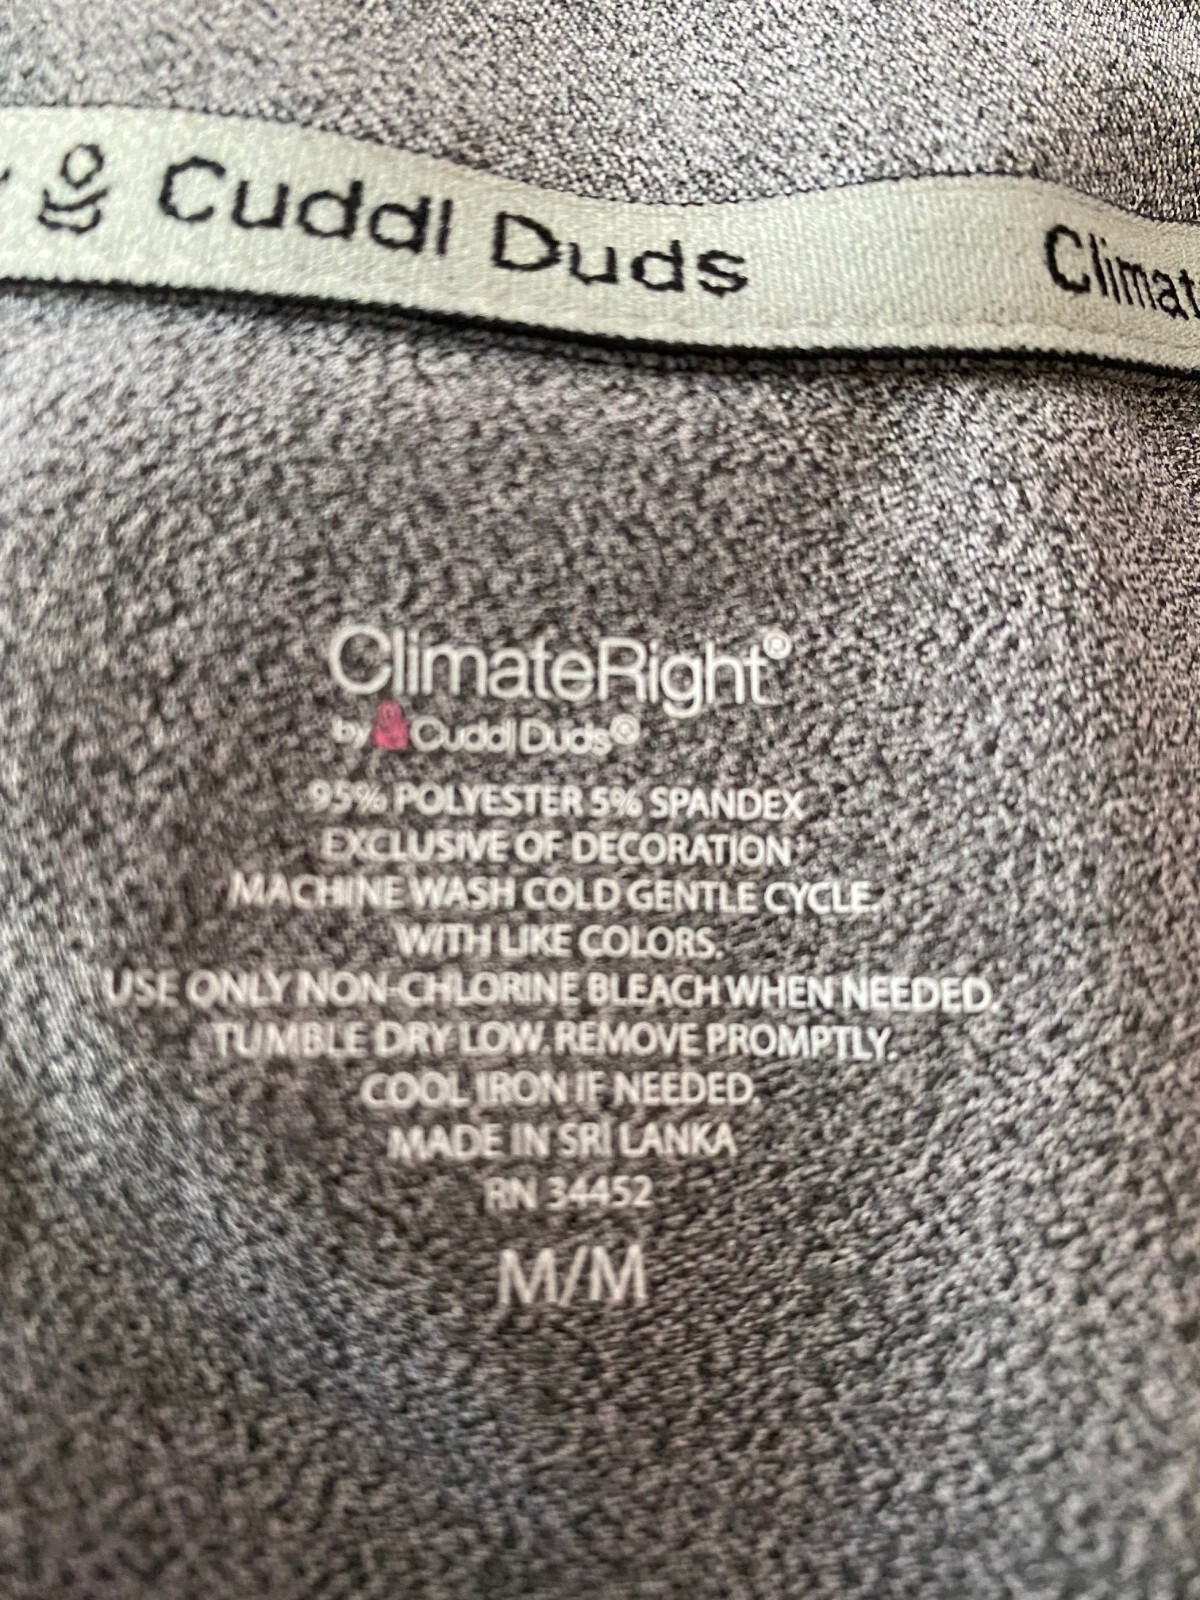 Cuddl Duds Climat
ClimateRight®
by CuddlDuds®
95% POLYESTER 5% SPANDEX
EXCLUSIVE OF DECORATION
MACHINE WASH COLD GENTLE CYCLE
WITH LIKE COLORS.
USE ONLY NON-CHLORINE BLEACH WHEN NEEDED.
TUMBLE DRY LOW. REMOVE PROMPTLY.
COOL IRON IF NEEDED.
MADE IN SRI LANKA
RN 34452
M/M